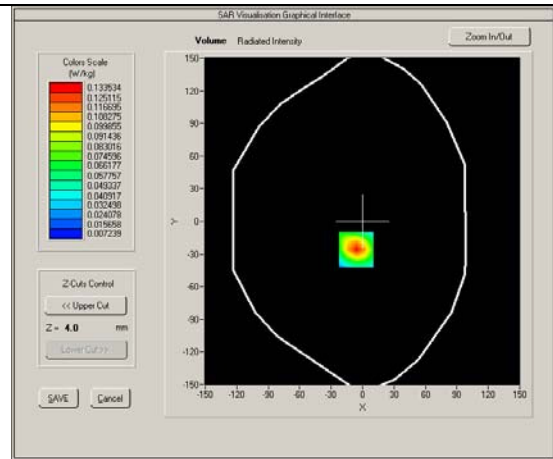 SAR Visualisation Graphical Interface
Volume Radiated Intensity
Zoom In/Out
Colors Scale
(W/kg)
0.133534
0.125115
0.116695
0.108275
0.099855
0.091436
0.083016
0.074596
0.066177
0.057757
0.049337
0.040917
0.032498
0.024078
0.015658
0.007239
Z-Cuts Control
<< Upper Cut
Z = 4.0 mm
Lower Cut >>
SAVE Cancel
150-
120-
90-
60-
30-
0-
-30-
-60-
-90-
-120-
-150-
Y
-150 -120 -90 -60 -30 0 30 60 90 120 150
X